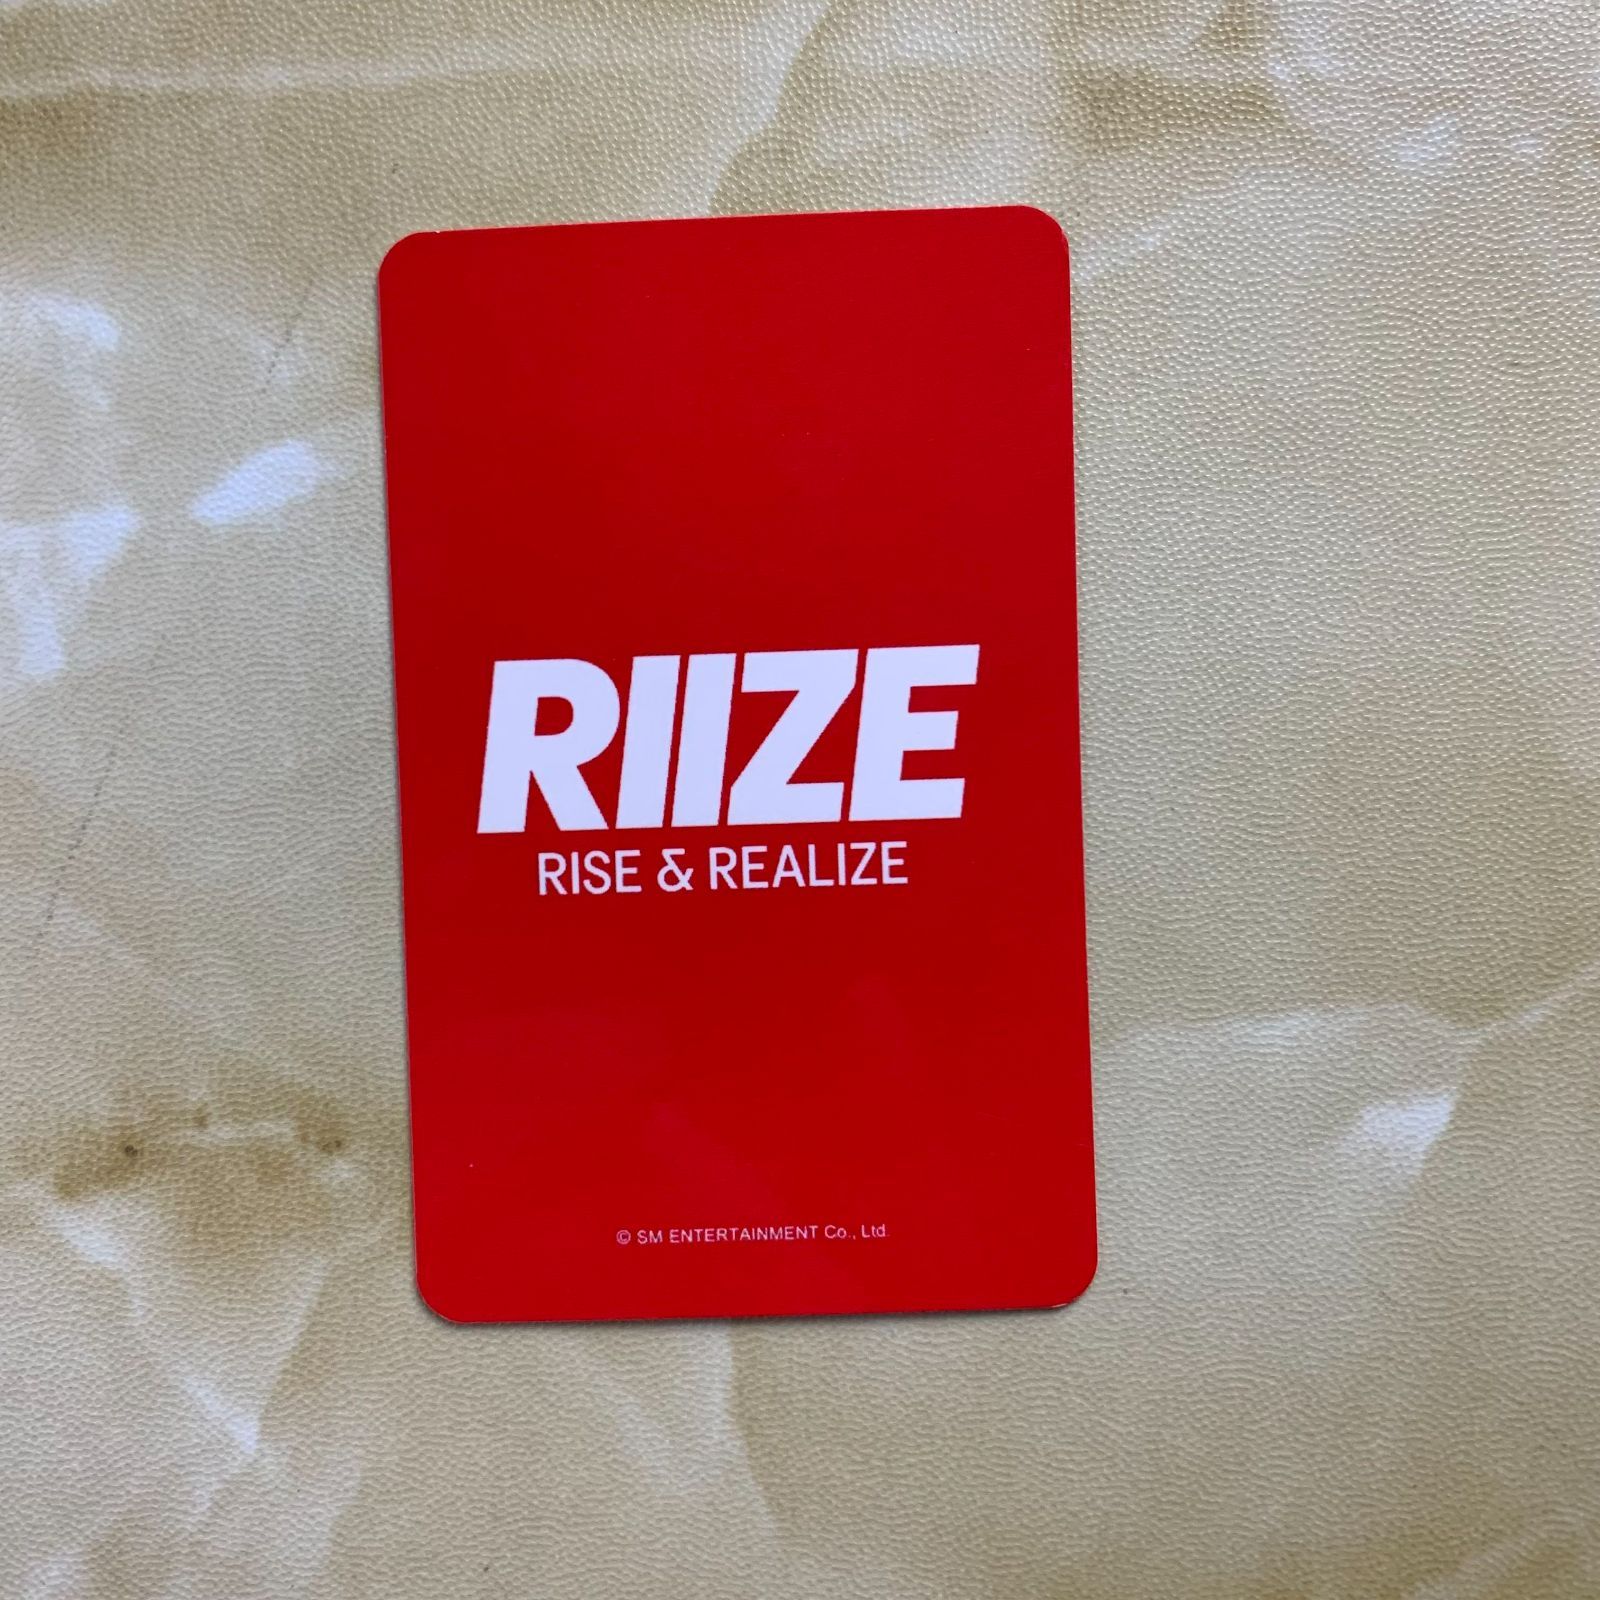 RIIZE
RISE & REALIZE
© SM ENTERTAINMENT Co., Ltd.